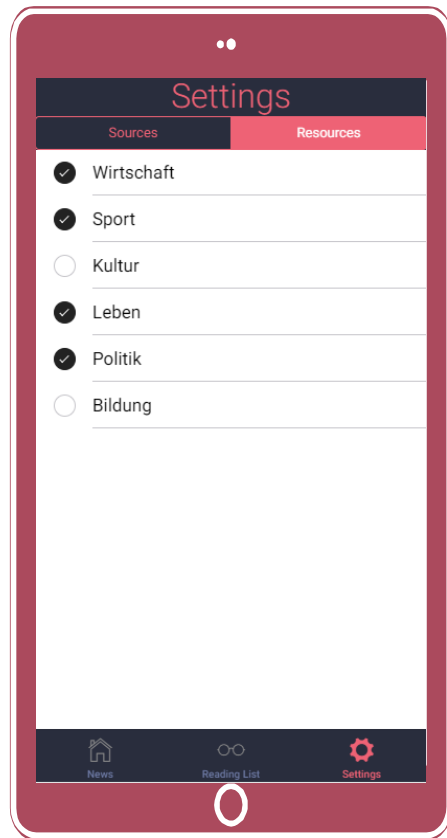 Settings
Sources Resources
Wirtschaft
Sport
Kultur
Leben
Politik
Bildung
News Reading List Settings